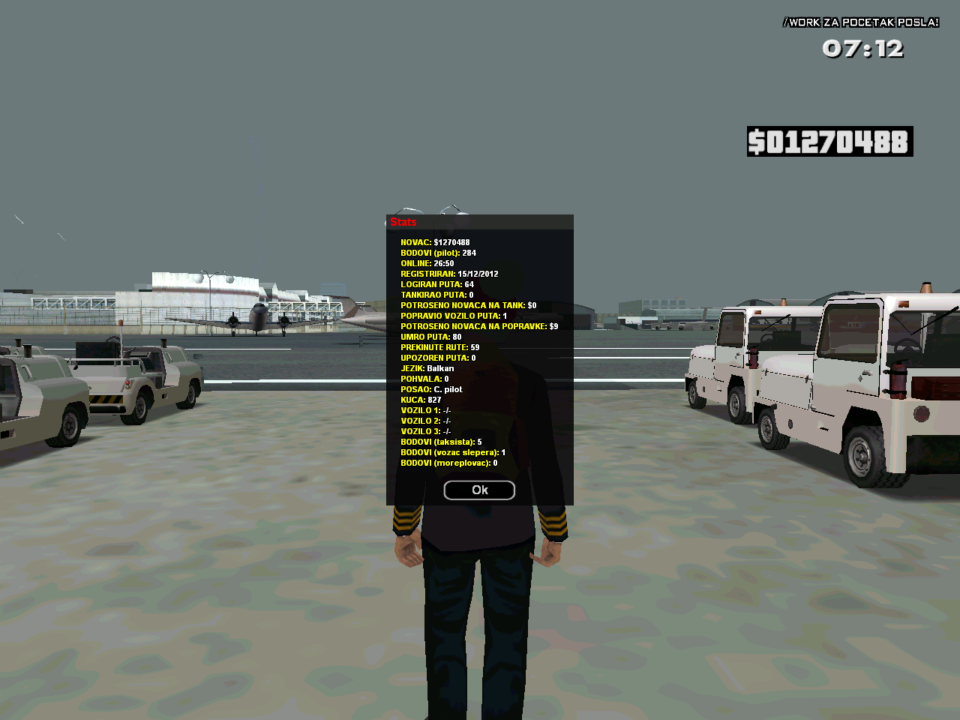 /WORK ZA POCETAK POSLA!
07:12
$01270488
Stats
NOVAC: $1270488
BODOVI (pilot): 284
ONLINE: 26:50
REGISTRIRAN: 15/12/2012
LOGIRAN PUTA: 64
TANKIRAO PUTA: 0
POTROSENO NOVACA NA TANK: $0
POPRAVIO VOZILO PUTA: 1
POTROSENO NOVACA NA POPRAVKE: $9
UMRO PUTA: 80
PREKINUTE RUTE: 59
UPOZOREN PUTA: 0
JEZIK: Balkan
POHVALA: 0
POSAO: C. pilot
KUCA: 827
VOZILO 1: -/-
VOZILO 2: -/-
VOZILO 3: -/-
BODOVI (taksista): 5
BODOVI (vozac slepera): 1
BODOVI (moreplovac): 0
Ok